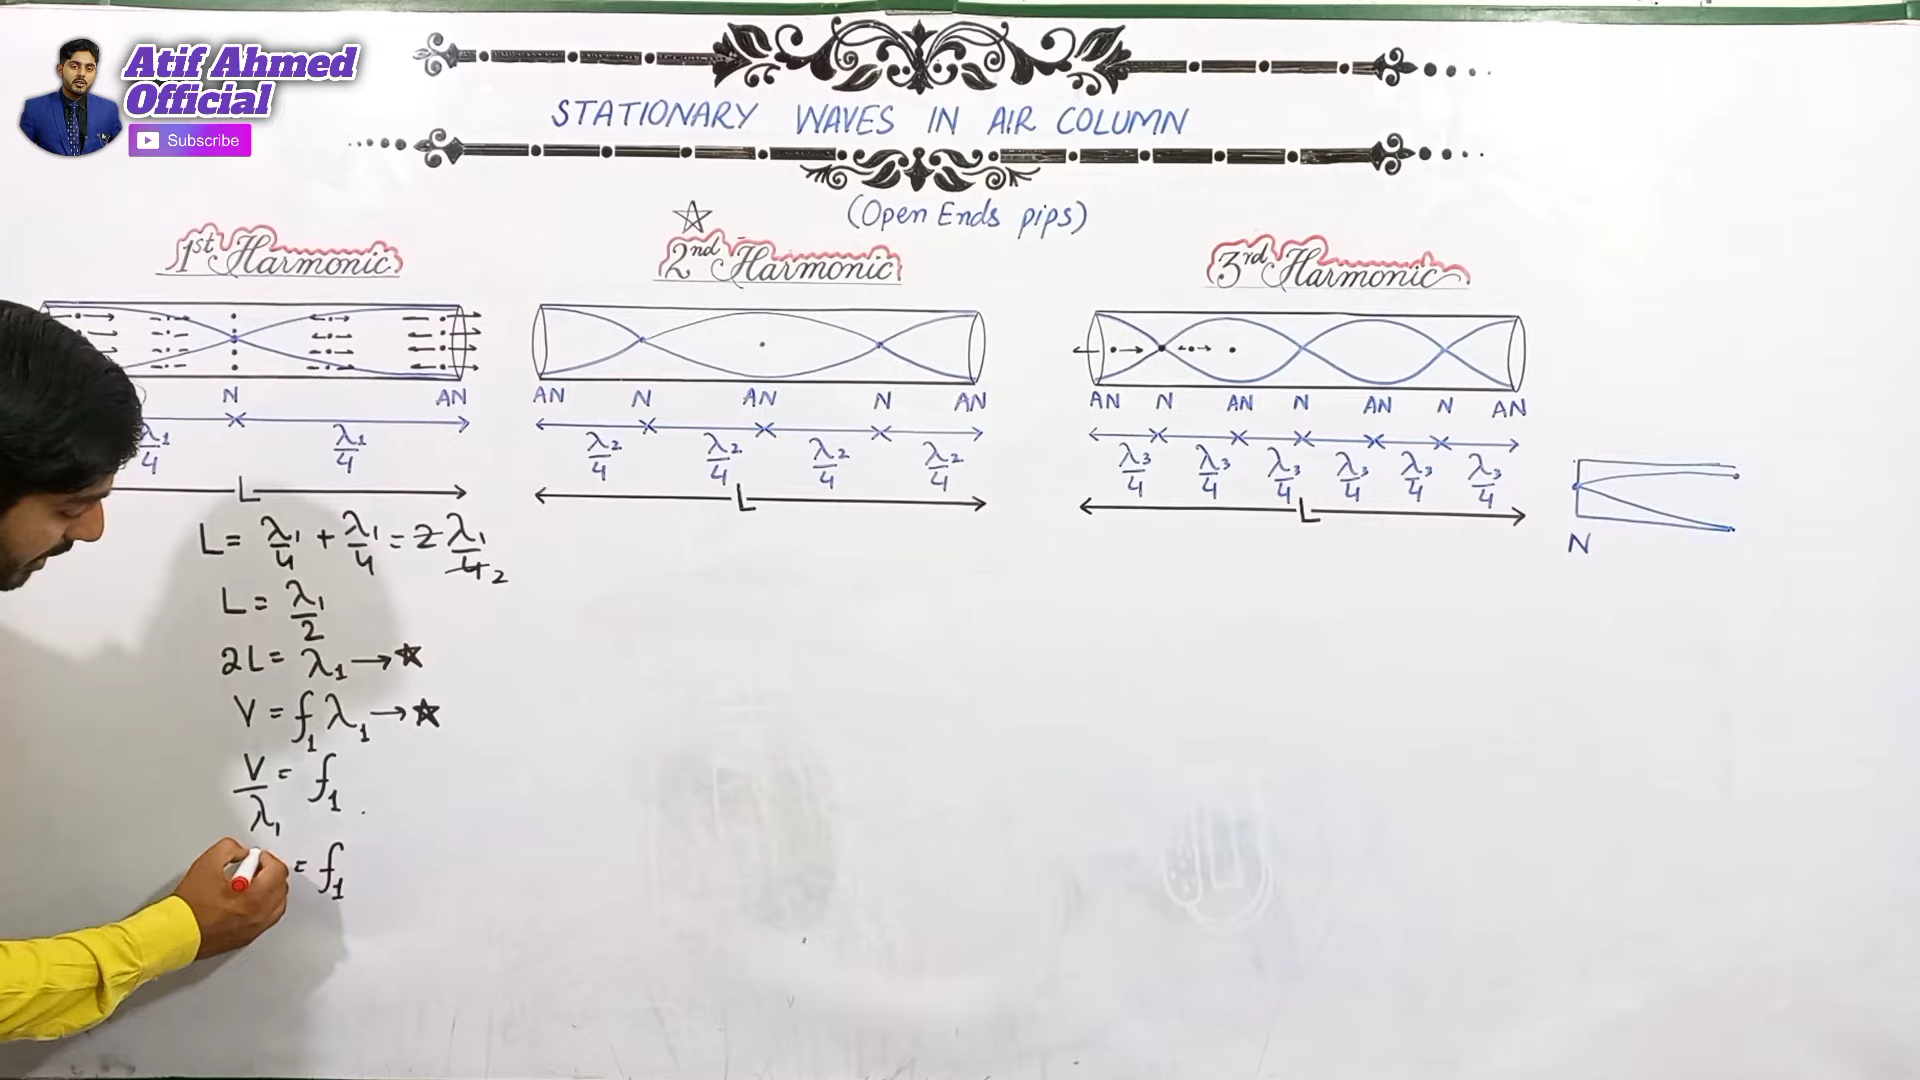 Atif Ahmed
Official
Subscribe
STATIONARY WAVES IN AIR COLUMN
(Open Ends pips)
1st Harmonic
N AN
λ1/4 λ1/4
L
L = λ1/4 + λ1/4 = 2 λ1/4 2
L = λ1/2
2L = λ1 → ★
V = f1 λ1 → ★
V/λ1 = f1
= f1
☆
2nd Harmonic
AN N AN N AN
λ2/4 λ2/4 λ2/4 λ2/4
L
3rd Harmonic
AN N AN N AN N AN
λ3/4 λ3/4 λ3/4 λ3/4 λ3/4 λ3/4
L
N